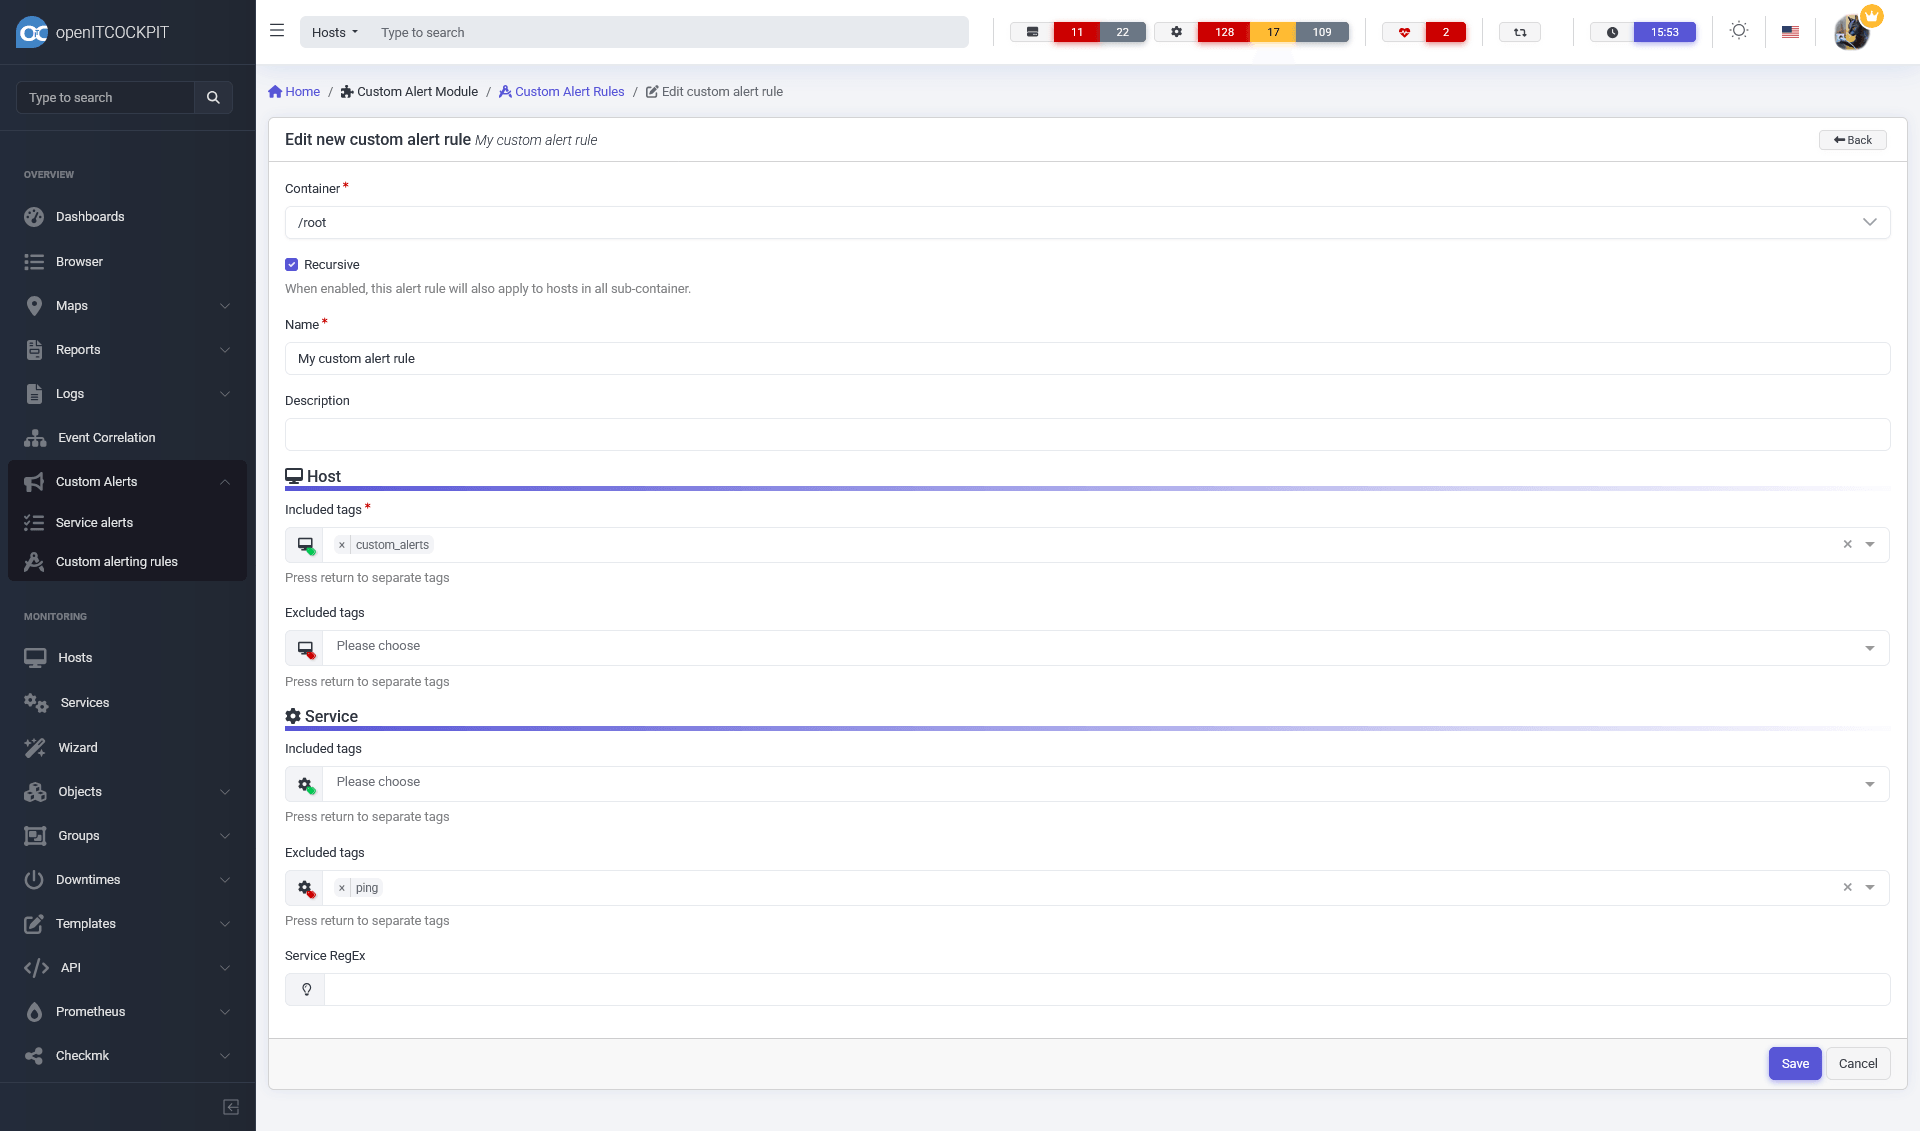 openITCOCKPIT
Hosts
Type to search
11
22
128
17
109
2
15:53
Type to search
Home / Custom Alert Module / Custom Alert Rules / Edit custom alert rule
OVERVIEW
Dashboards
Browser
Maps
Reports
Logs
Event Correlation
Custom Alerts
Service alerts
Custom alerting rules
MONITORING
Hosts
Services
Wizard
Objects
Groups
Downtimes
Templates
API
Prometheus
Checkmk
Edit new custom alert rule My custom alert rule
Back
Container *
/root
Recursive
When enabled, this alert rule will also apply to hosts in all sub-container.
Name *
My custom alert rule
Description
Host
Included tags *
× custom_alerts ×
Press return to separate tags
Excluded tags
Please choose
Press return to separate tags
Service
Included tags
Please choose
Press return to separate tags
Excluded tags
× ping ×
Press return to separate tags
Service RegEx
Save
Cancel